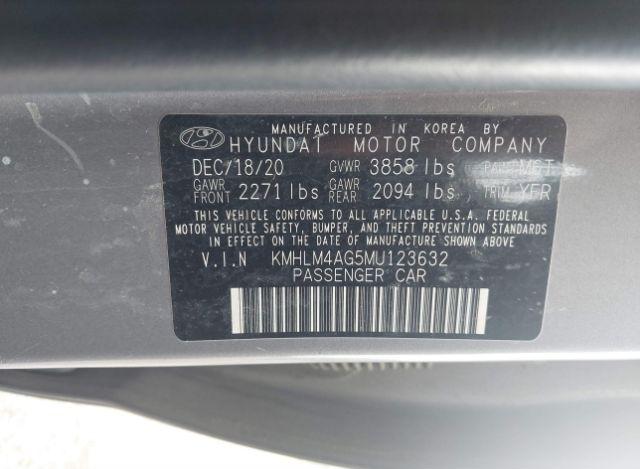 MANUFACTURED IN KOREA BY
HYUNDAI MOTOR COMPANY
DEC/18/20 GVWR 3858 lbs
GAWR FRONT 2271 lbs GAWR REAR 2094 lbs TRIM
THIS VEHICLE CONFORMS TO ALL APPLICABLE U.S.A. FEDERAL
MOTOR VEHICLE SAFETY, BUMPER, AND THEFT PREVENTION STANDARDS
IN EFFECT ON THE DATE OF MANUFACTURE SHOWN ABOVE
V.I.N KMHLM4AG5MU123632
PASSENGER CAR